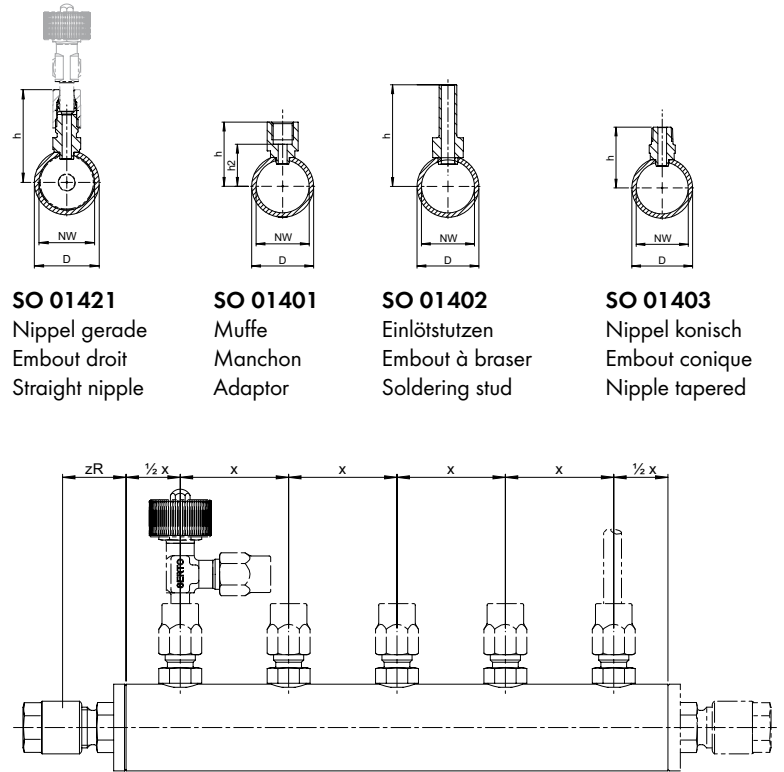 h
NW
D
h
h2
NW
D
h
NW
D
h
NW
D
SO 01421
Nippel gerade
Embout droit
Straight nipple
SO 01401
Muffe
Manchon
Adaptor
SO 01402
Einlötstutzen
Embout à braser
Soldering stud
SO 01403
Nippel konisch
Embout conique
Nipple tapered
zR ½ x x x x x ½ x
SERTO